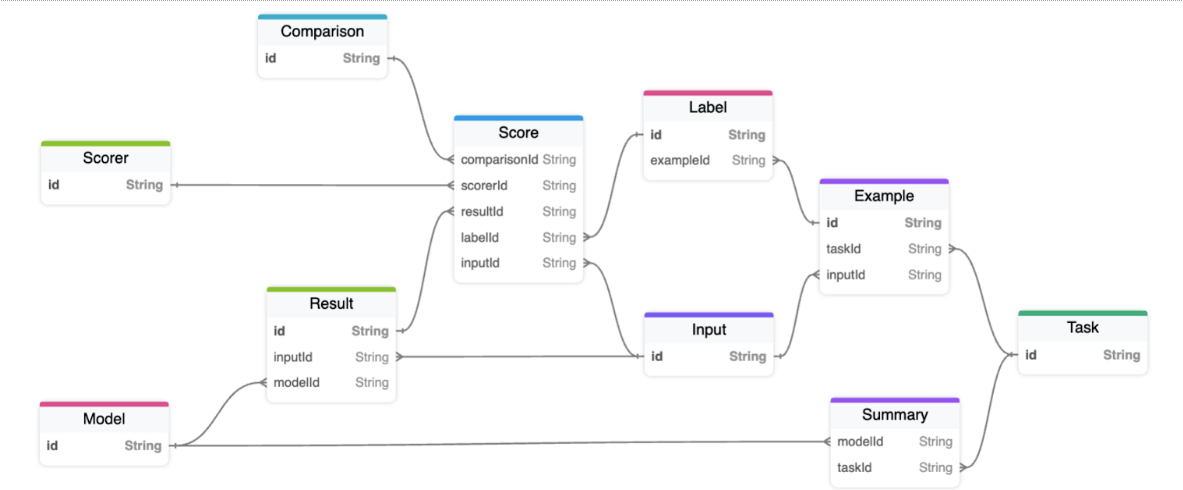 Comparison
id String
Scorer
id String
Score
comparisonId String
scorerId String
resultId String
labelId String
inputId String
Label
id String
exampleId String
Example
id String
taskId String
inputId String
Result
id String
inputId String
modelId String
Input
id String
Task
id String
Model
id String
Summary
modelId String
taskId String